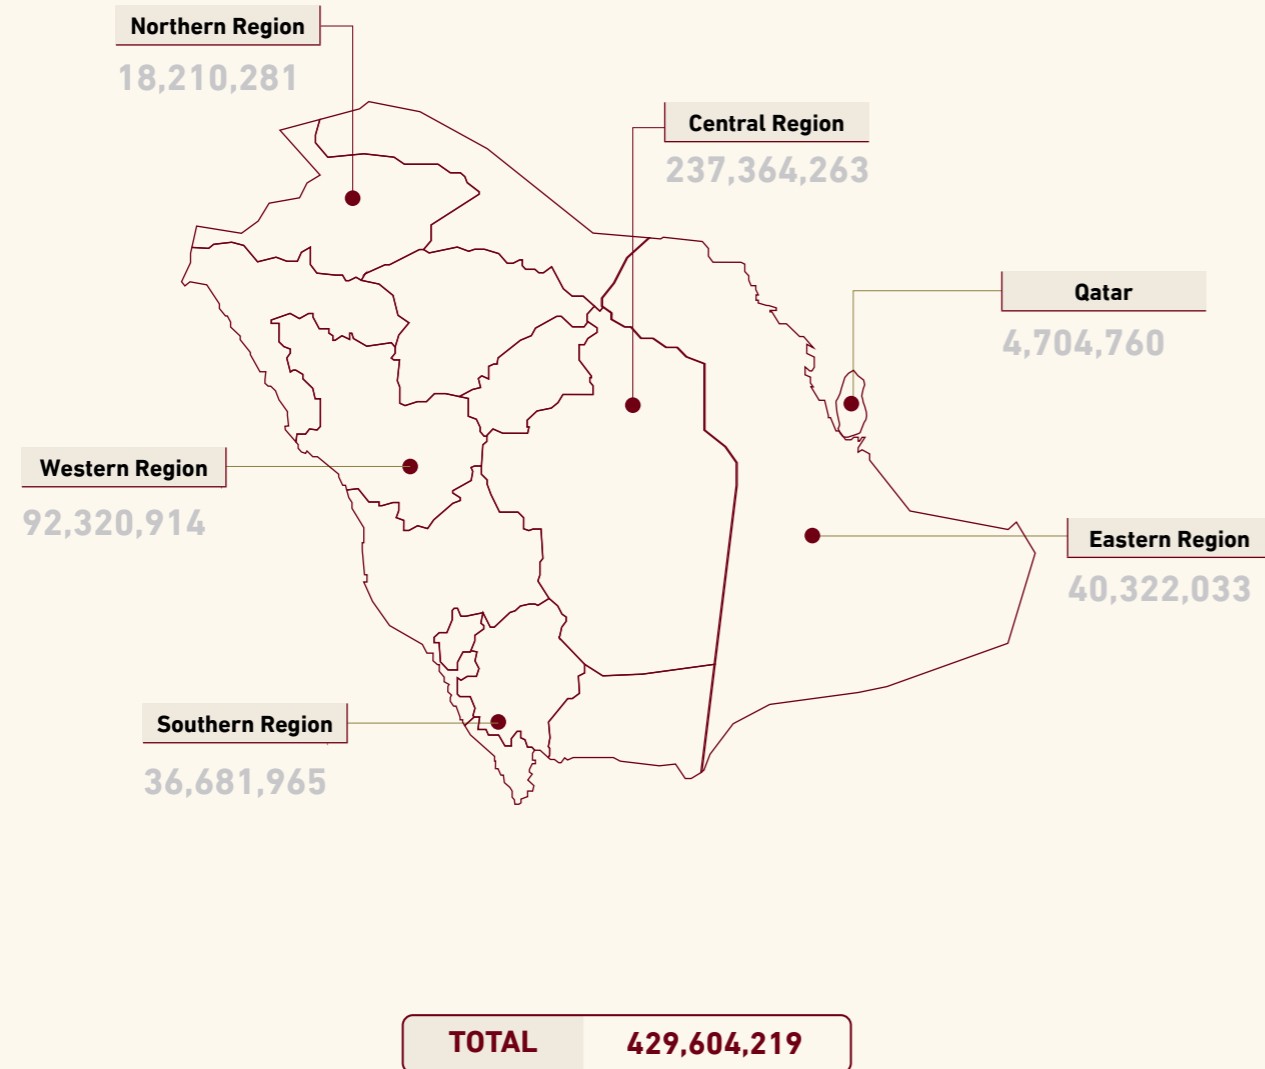 Northern Region
18,210,281
Central Region
237,364,263
Qatar
4,704,760
Western Region
92,320,914
Eastern Region
40,322,033
Southern Region
36,681,965
TOTAL 429,604,219